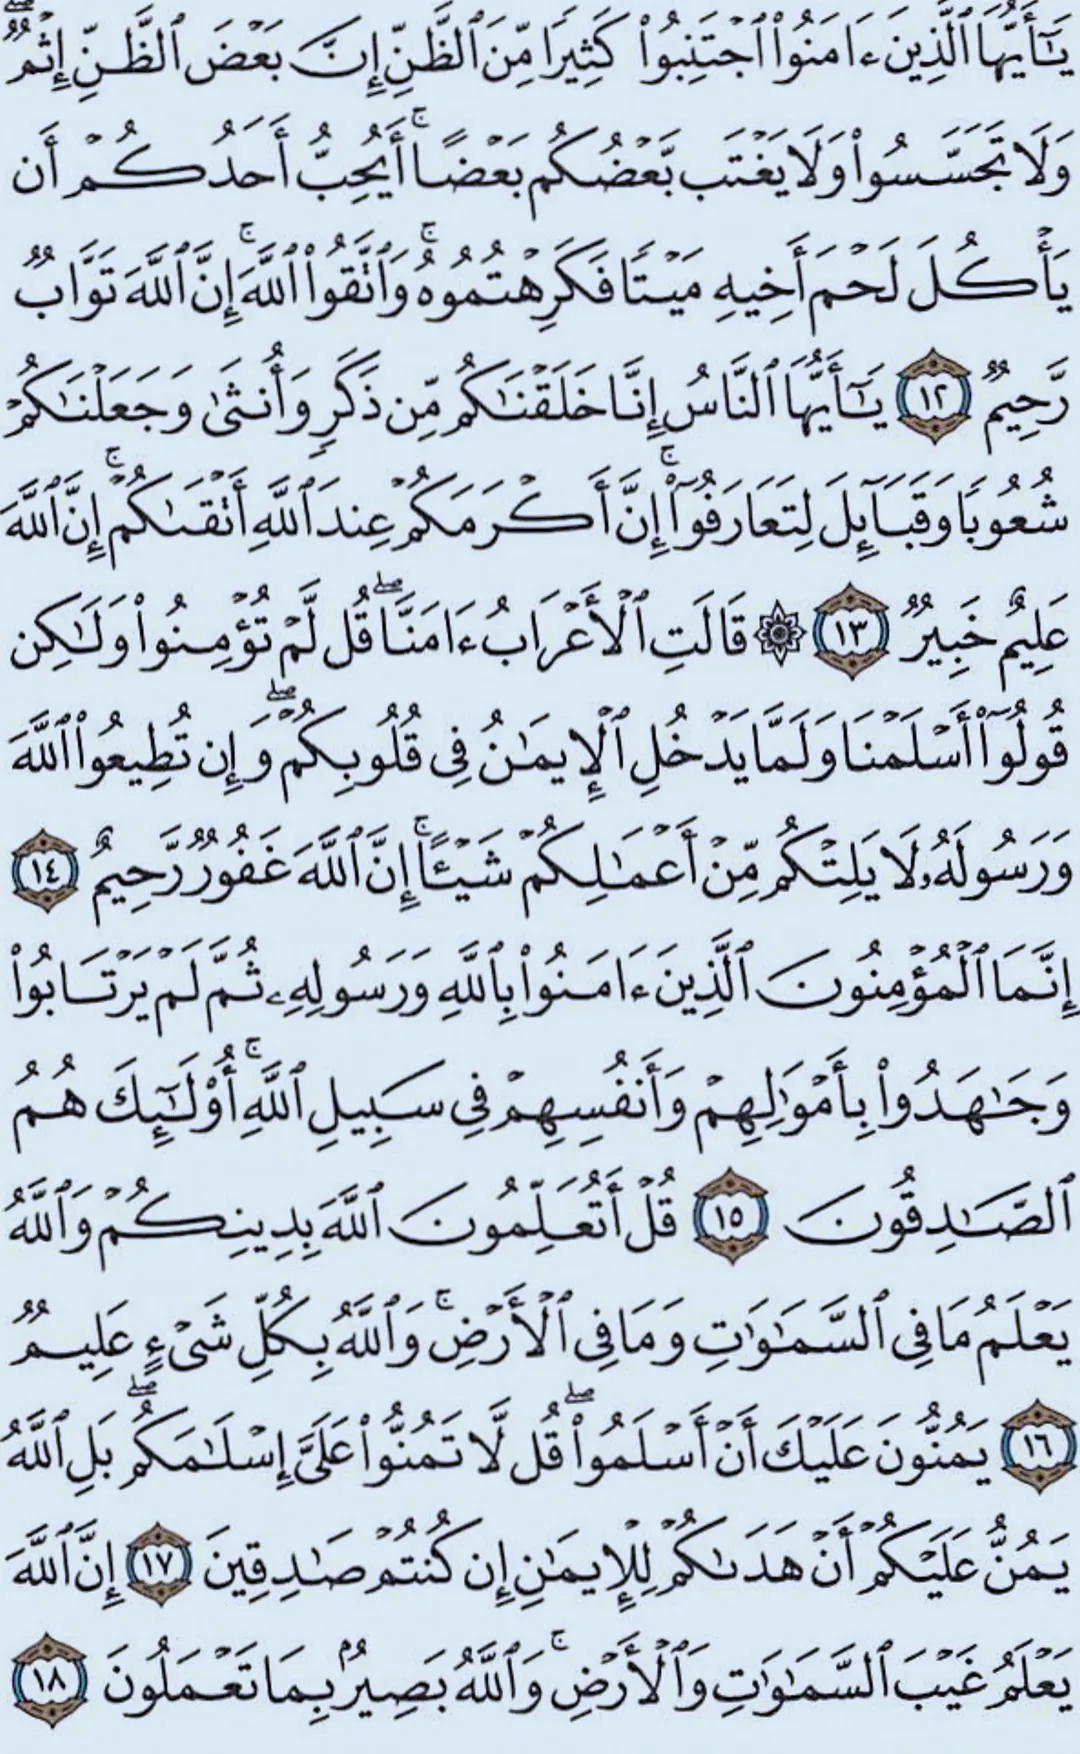 يَـٰٓأَيُّهَا ٱلَّذِينَ ءَامَنُوا۟ ٱجْتَنِبُوا۟ كَثِيرًا مِّنَ ٱلظَّنِّ إِنَّ بَعْضَ ٱلظَّنِّ إِثْمٌ ۖ
وَلَا تَجَسَّسُوا۟ وَلَا يَغْتَب بَّعْضُكُم بَعْضًا ۚ أَيُحِبُّ أَحَدُكُمْ أَن
يَأْكُلَ لَحْمَ أَخِيهِ مَيْتًا فَكَرِهْتُمُوهُ ۚ وَٱتَّقُوا۟ ٱللَّهَ ۚ إِنَّ ٱللَّهَ تَوَّابٌ
رَّحِيمٌ ١٢ يَـٰٓأَيُّهَا ٱلنَّاسُ إِنَّا خَلَقْنَـٰكُم مِّن ذَكَرٍ وَأُنثَىٰ وَجَعَلْنَـٰكُمْ
شُعُوبًا وَقَبَآئِلَ لِتَعَارَفُوٓا۟ ۚ إِنَّ أَكْرَمَكُمْ عِندَ ٱللَّهِ أَتْقَىٰكُمْ ۚ إِنَّ ٱللَّهَ
عَلِيمٌ خَبِيرٌ ١٣ ۞ قَالَتِ ٱلْأَعْرَابُ ءَامَنَّا ۖ قُل لَّمْ تُؤْمِنُوا۟ وَلَـٰكِن
قُولُوٓا۟ أَسْلَمْنَا وَلَمَّا يَدْخُلِ ٱلْإِيمَـٰنُ فِى قُلُوبِكُمْ ۖ وَإِن تُطِيعُوا۟ ٱللَّهَ
وَرَسُولَهُۥ لَا يَلِتْكُم مِّنْ أَعْمَـٰلِكُمْ شَيْـًٔا ۚ إِنَّ ٱللَّهَ غَفُورٌ رَّحِيمٌ ١٤
إِنَّمَا ٱلْمُؤْمِنُونَ ٱلَّذِينَ ءَامَنُوا۟ بِٱللَّهِ وَرَسُولِهِۦ ثُمَّ لَمْ يَرْتَابُوا۟
وَجَـٰهَدُوا۟ بِأَمْوَٰلِهِمْ وَأَنفُسِهِمْ فِى سَبِيلِ ٱللَّهِ ۚ أُو۟لَـٰٓئِكَ هُمُ
ٱلصَّـٰدِقُونَ ١٥ قُلْ أَتُعَلِّمُونَ ٱللَّهَ بِدِينِكُمْ وَٱللَّهُ
يَعْلَمُ مَا فِى ٱلسَّمَـٰوَٰتِ وَمَا فِى ٱلْأَرْضِ ۚ وَٱللَّهُ بِكُلِّ شَىْءٍ عَلِيمٌ
١٦ يَمُنُّونَ عَلَيْكَ أَنْ أَسْلَمُوا۟ ۖ قُل لَّا تَمُنُّوا۟ عَلَىَّ إِسْلَـٰمَكُم ۖ بَلِ ٱللَّهُ
يَمُنُّ عَلَيْكُمْ أَنْ هَدَىٰكُمْ لِلْإِيمَـٰنِ إِن كُنتُمْ صَـٰدِقِينَ ١٧ إِنَّ ٱللَّهَ
يَعْلَمُ غَيْبَ ٱلسَّمَـٰوَٰتِ وَٱلْأَرْضِ ۚ وَٱللَّهُ بَصِيرٌۢ بِمَا تَعْمَلُونَ ١٨